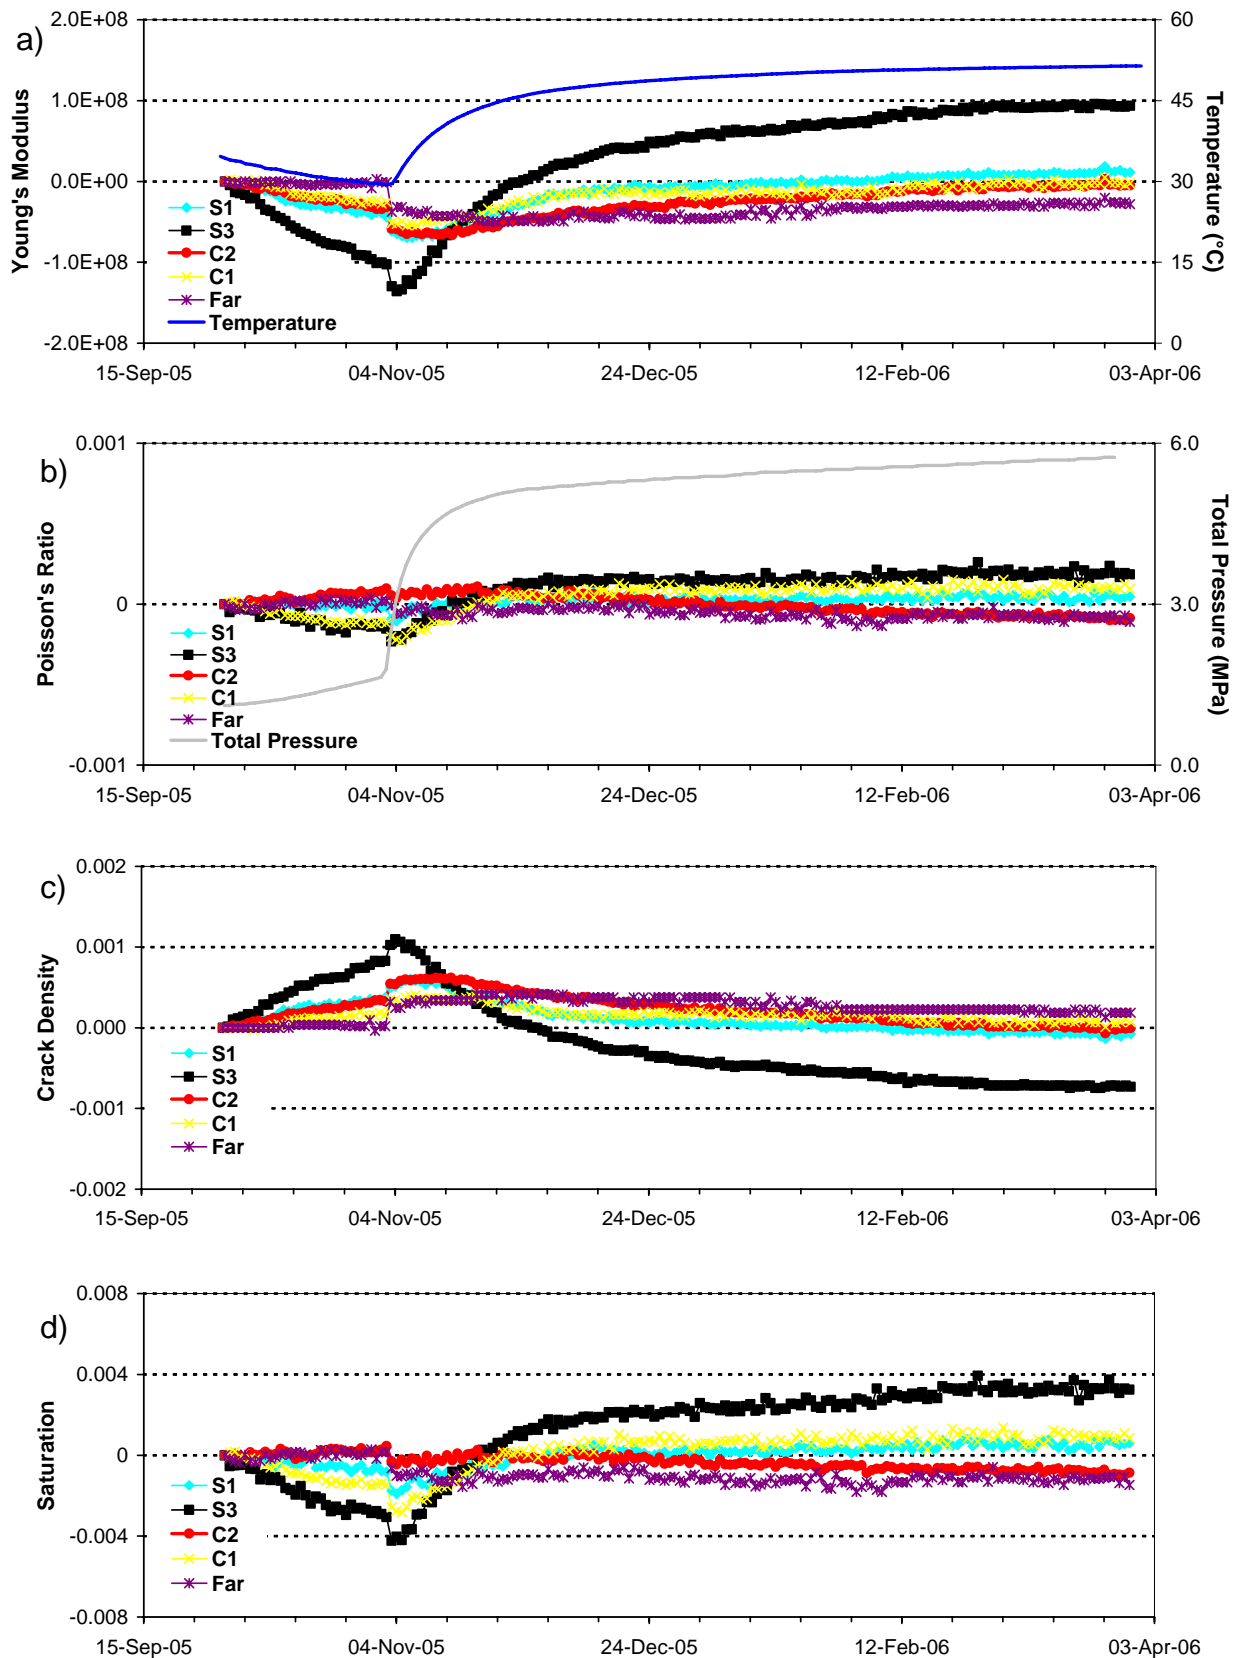 a)
Young's Modulus
2.0E+08
1.0E+08
0.0E+00
-1.0E+08
-2.0E+08
S1
S3
C2
C1
Far
Temperature
60
45
30
15
0
Temperature (°C)
15-Sep-05 04-Nov-05 24-Dec-05 12-Feb-06 03-Apr-06
b)
Poisson's Ratio
0.001
0
-0.001
S1
S3
C2
C1
Far
Total Pressure
6.0
3.0
0.0
Total Pressure (MPa)
15-Sep-05 04-Nov-05 24-Dec-05 12-Feb-06 03-Apr-06
c)
Crack Density
0.002
0.001
0.000
-0.001
-0.002
S1
S3
C2
C1
Far
15-Sep-05 04-Nov-05 24-Dec-05 12-Feb-06 03-Apr-06
d)
Saturation
0.008
0.004
0
-0.004
-0.008
S1
S3
C2
C1
Far
15-Sep-05 04-Nov-05 24-Dec-05 12-Feb-06 03-Apr-06